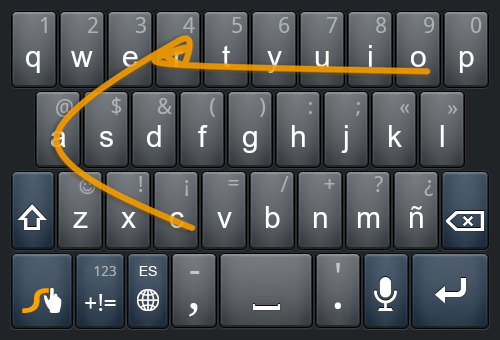 1 2 3 4 5 6 7 8 9 0
q w e r t y u i o p
@ $ & ( ) : ; « »
a s d f g h j k l
☺ ! ¡ = / + ? ¿
z x c v b n m ñ
123 ES - '
+!= , .